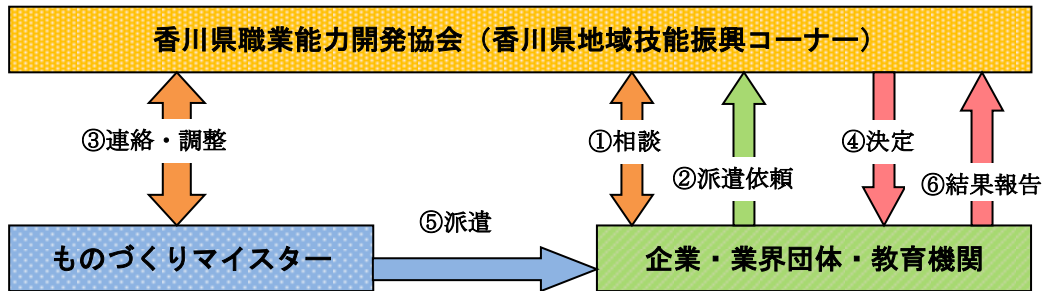 香川県職業能力開発協会（香川県地域技能振興コーナー）
③連絡・調整
①相談
④決定
②派遣依頼
⑥結果報告
⑤派遣
ものづくりマイスター
企業・業界団体・教育機関